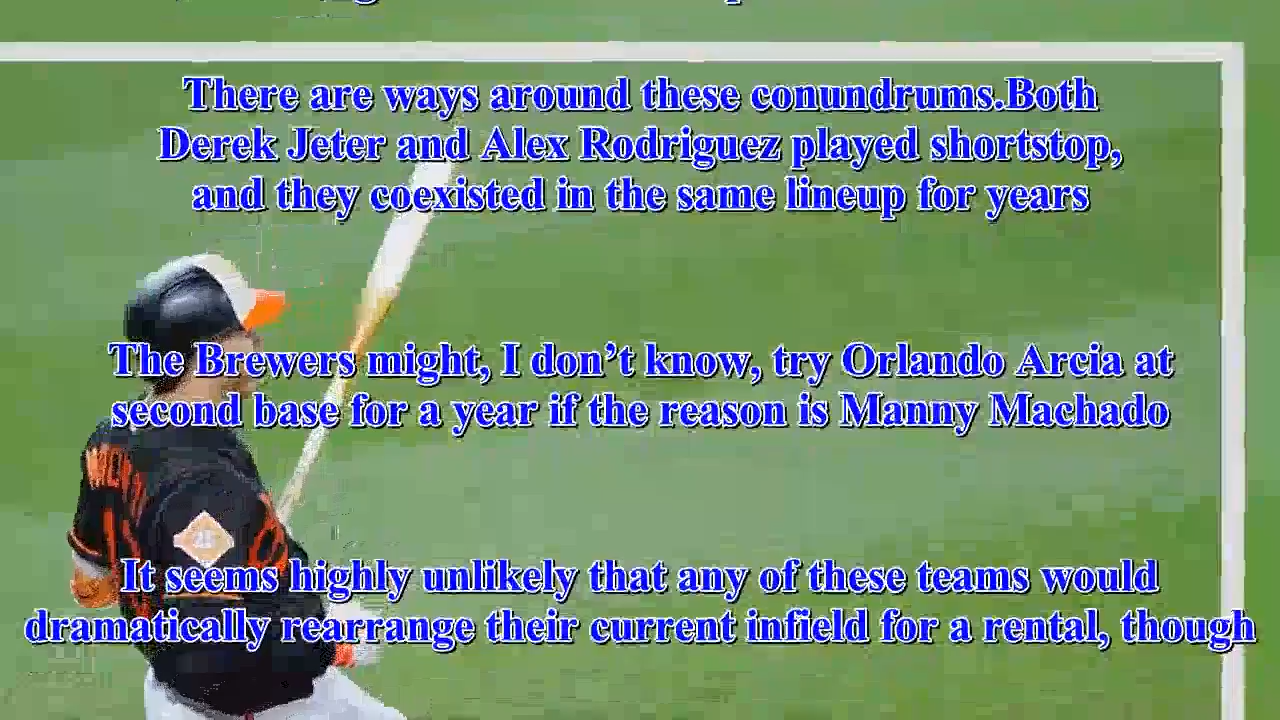 There are ways around these conundrums.Both
Derek Jeter and Alex Rodriguez played shortstop,
and they coexisted in the same lineup for years
The Brewers might, I don’t know, try Orlando Arcia at
second base for a year if the reason is Manny Machado
It seems highly unlikely that any of these teams would
dramatically rearrange their current infield for a rental, though